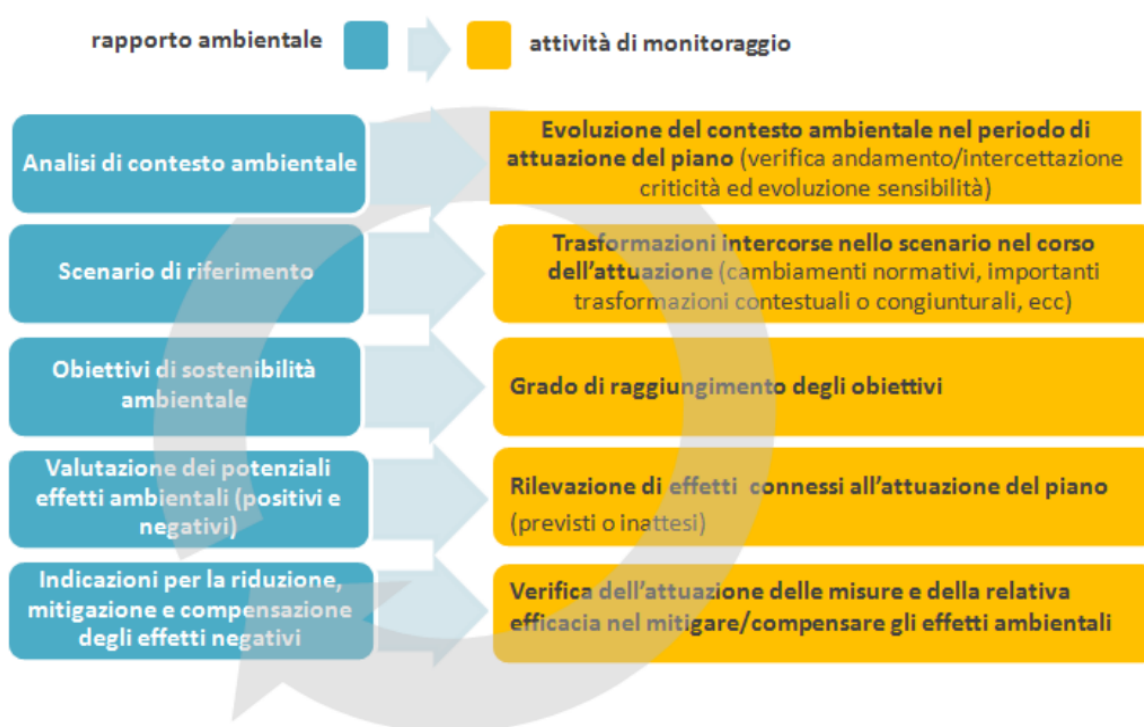 rapporto ambientale
attività di monitoraggio
Analisi di contesto ambientale
Evoluzione del contesto ambientale nel periodo di
attuazione del piano (verifica andamento/intercettazione
criticità ed evoluzione sensibilità)
Scenario di riferimento
Trasformazioni intercorse nello scenario nel corso
dell'attuazione (cambiamenti normativi, importanti
trasformazioni contestuali o congiunturali, ecc)
Obiettivi di sostenibilità
ambientale
Grado di raggiungimento degli obiettivi
Valutazione dei potenziali
effetti ambientali (positivi e
negativi)
Rilevazione di effetti connessi all'attuazione del piano
(previsti o inattesi)
Indicazioni per la riduzione,
mitigazione e compensazione
degli effetti negativi
Verifica dell'attuazione delle misure e della relativa
efficacia nel mitigare/compensare gli effetti ambientali